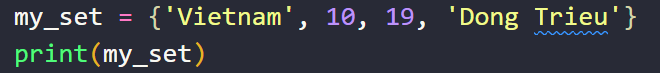 my_set = {'Vietnam', 10, 19, 'Dong Trieu'}
print(my_set)